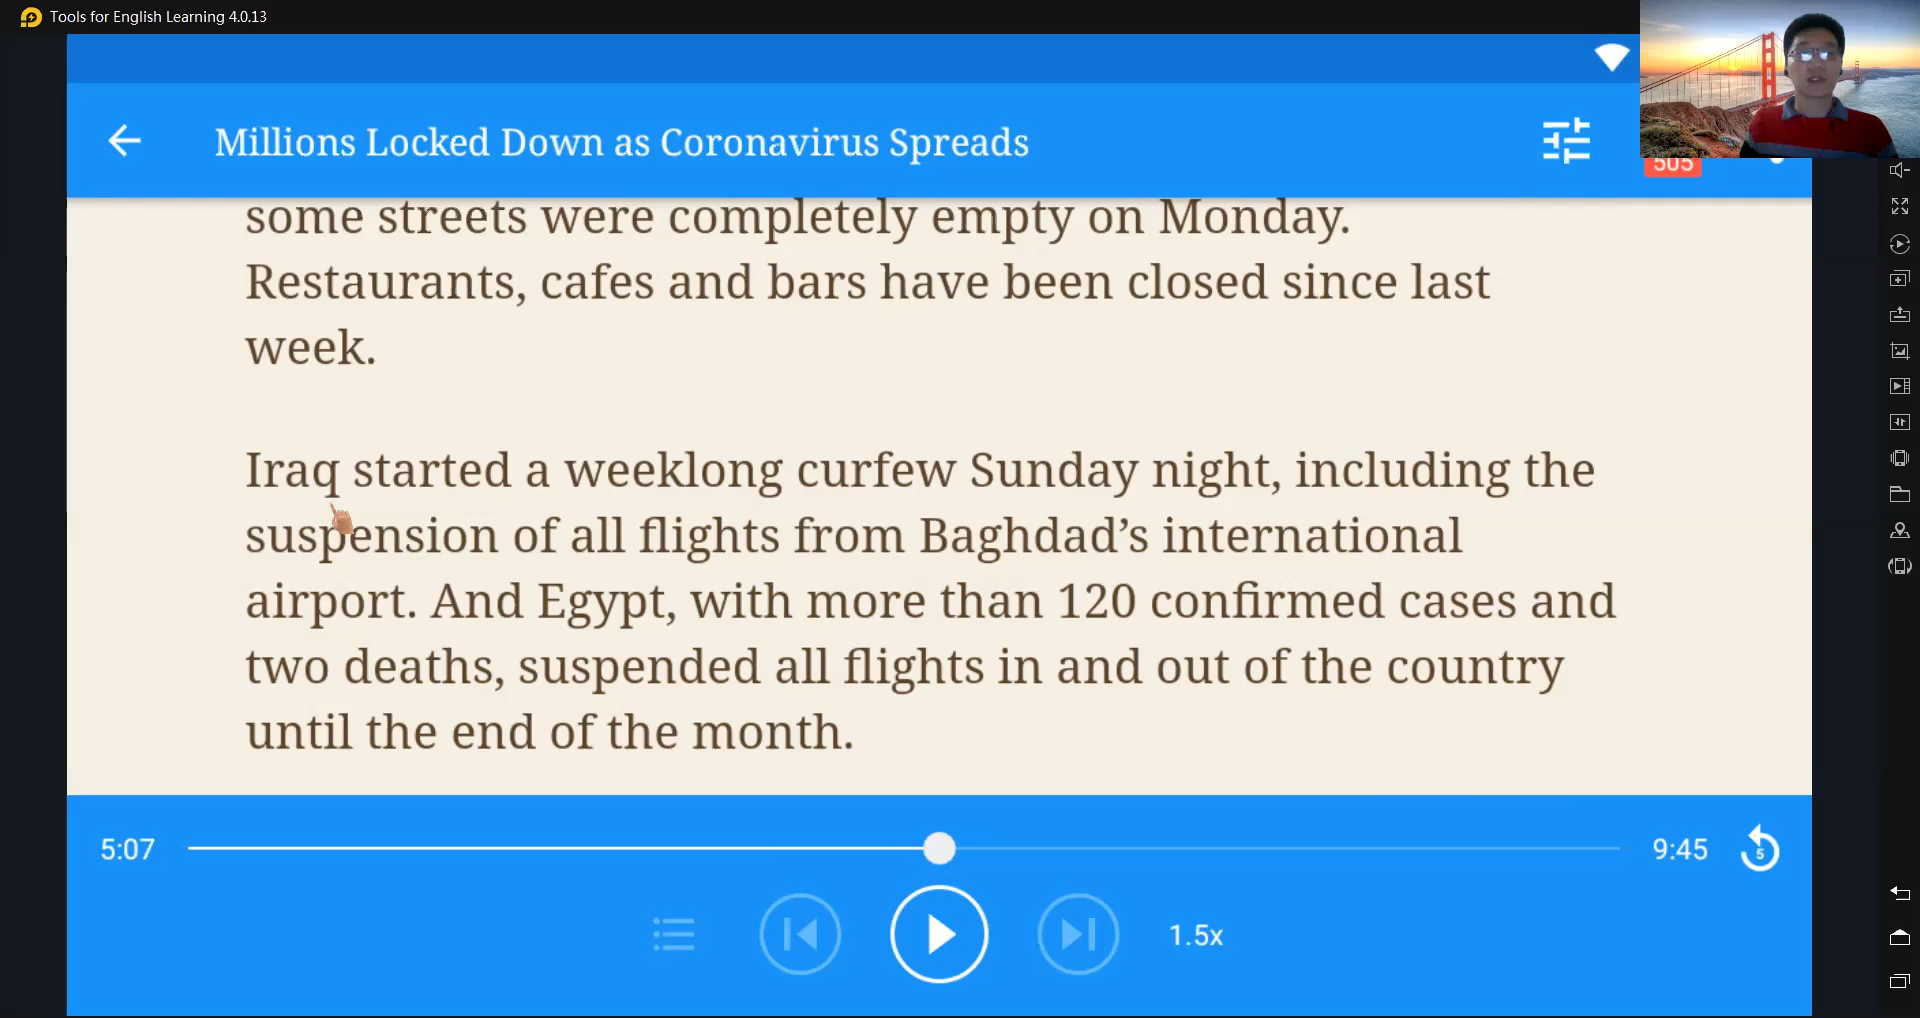 Tools for English Learning 4.0.13
Millions Locked Down as Coronavirus Spreads
505
some streets were completely empty on Monday.
Restaurants, cafes and bars have been closed since last
week.
Iraq started a weeklong curfew Sunday night, including the
suspension of all flights from Baghdad’s international
airport. And Egypt, with more than 120 confirmed cases and
two deaths, suspended all flights in and out of the country
until the end of the month.
5:07
9:45
5
1.5x